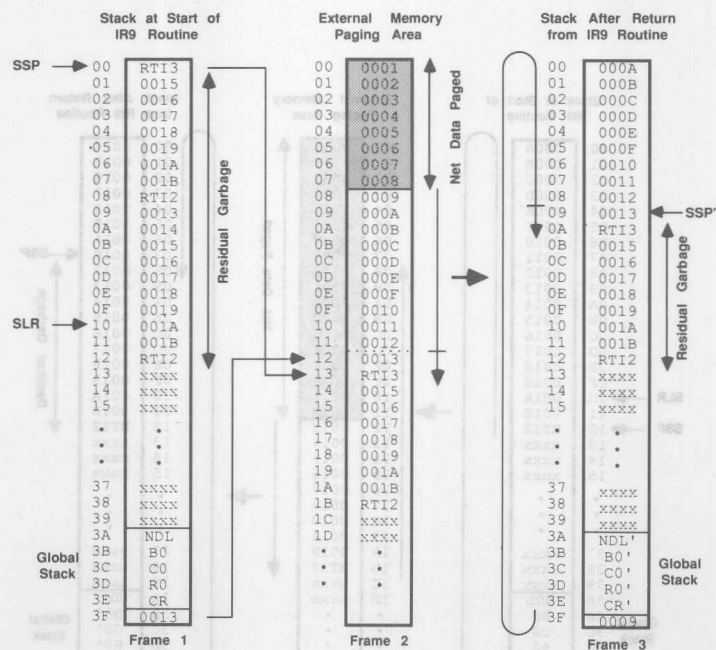 Stack at Start of
IR9 Routine
SSP
00 RTI3
01 0015
02 0016
03 0017
04 0018
05 0019
06 001A
07 001B
08 RTI2
09 0013
0A 0014
0B 0015
0C 0016
0D 0017
0E 0018
0F 0019
SLR
10 001A
11 001B
12 RTI2
13 xxxx
14 xxxx
15 xxxx
37 xxxx
38 xxxx
39 xxxx
3A NDL
3B B0
3C C0
3D R0
3E CR
3F 0013
Residual Garbage
Global
Stack
Frame 1
External Memory
Paging Area
00 0001
01 0002
02 0003
03 0004
04 0005
05 0006
06 0007
07 0008
08 0009
09 000A
0A 000B
0B 000C
0C 000D
0D 000E
0E 000F
0F 0010
10 0011
11 0012
12 0013
13 RTI3
14 0015
15 0016
16 0017
17 0018
18 0019
19 001A
1A 001B
1B RTI2
1C xxxx
1D xxxx
Net Data Paged
Frame 2
Stack After Return
from IR9 Routine
00 000A
01 000B
02 000C
03 000D
04 000E
05 000F
06 0010
07 0011
08 0012
09 0013
SSP'
0A RTI3
0B 0015
0C 0016
0D 0017
0E 0018
0F 0019
10 001A
11 001B
12 RTI2
13 xxxx
14 xxxx
15 xxxx
37 xxxx
38 xxxx
39 xxxx
3A NDL'
3B B0'
3C C0'
3D R0'
3E CR'
3F 0009
Residual Garbage
Global
Stack
Frame 3